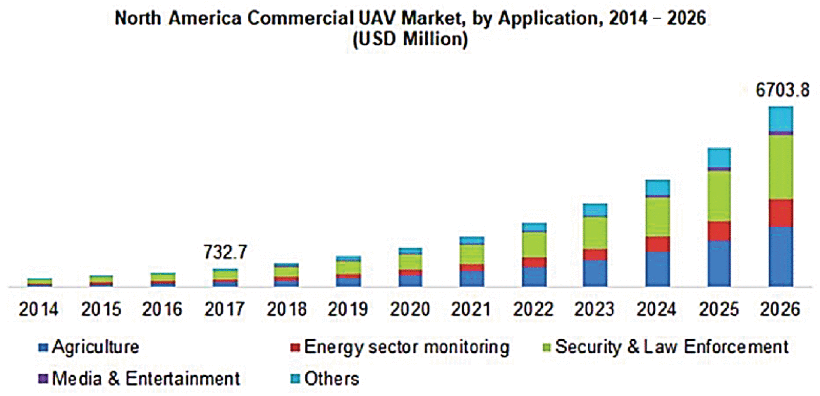 North America Commercial UAV Market, by Application, 2014 – 2026
(USD Million)
6703.8
732.7
2014 2015 2016 2017 2018 2019 2020 2021 2022 2023 2024 2025 2026
Agriculture Energy sector monitoring Security & Law Enforcement
Media & Entertainment Others